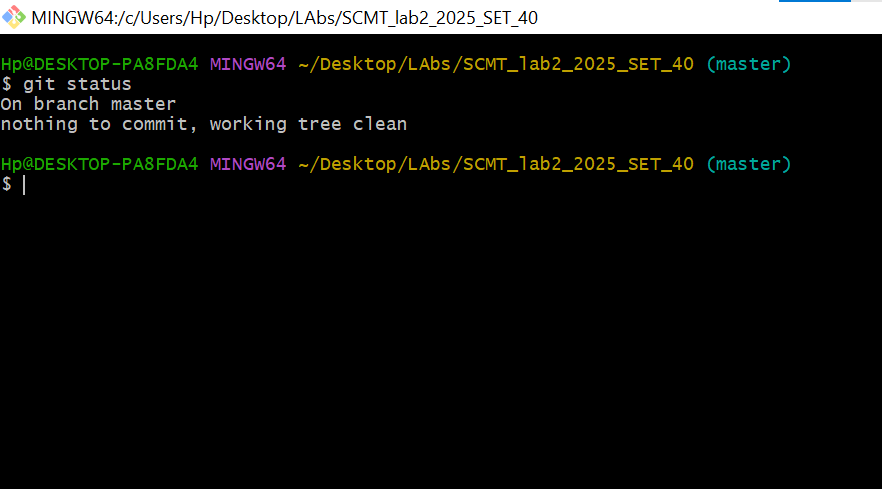 MINGW64:/c/Users/Hp/Desktop/LAbs/SCMT_lab2_2025_SET_40
Hp@DESKTOP-PA8FDA4 MINGW64 ~/Desktop/LAbs/SCMT_lab2_2025_SET_40 (master)
$ git status
On branch master
nothing to commit, working tree clean
Hp@DESKTOP-PA8FDA4 MINGW64 ~/Desktop/LAbs/SCMT_lab2_2025_SET_40 (master)
$